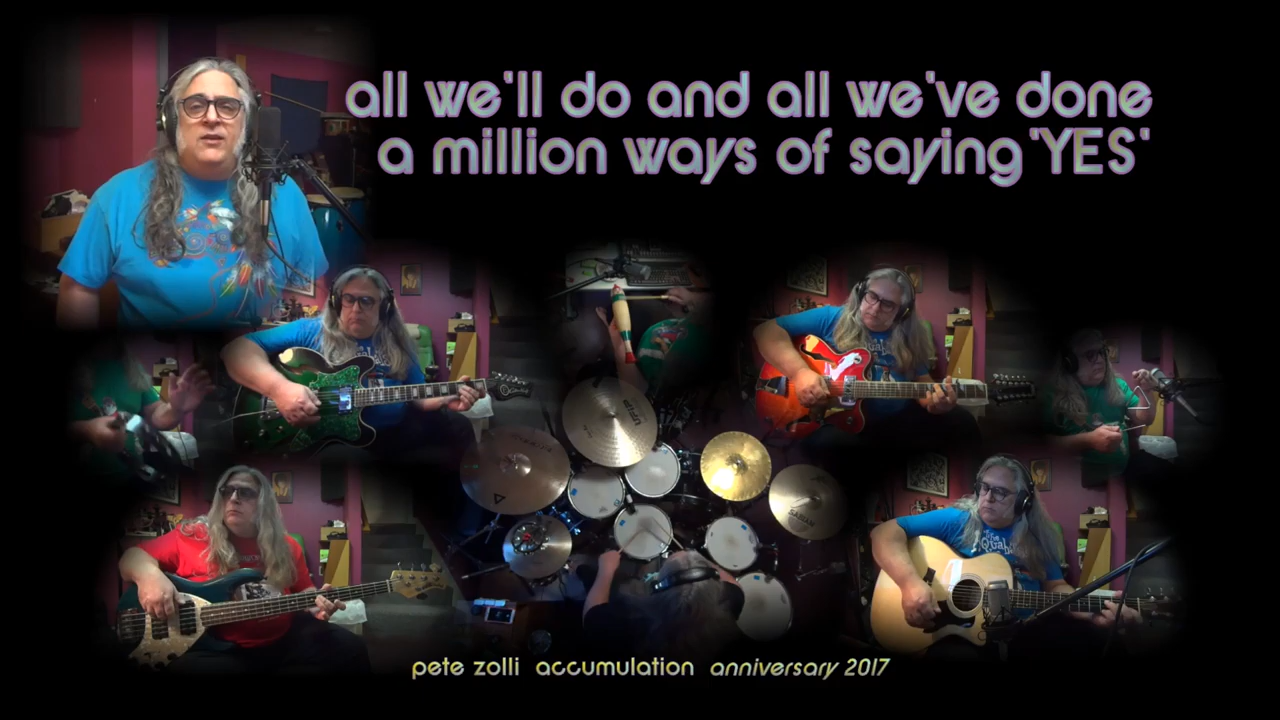 all we'll do and all we've done
a million ways of saying 'YES'
pete zolli accumulation anniversary 2017